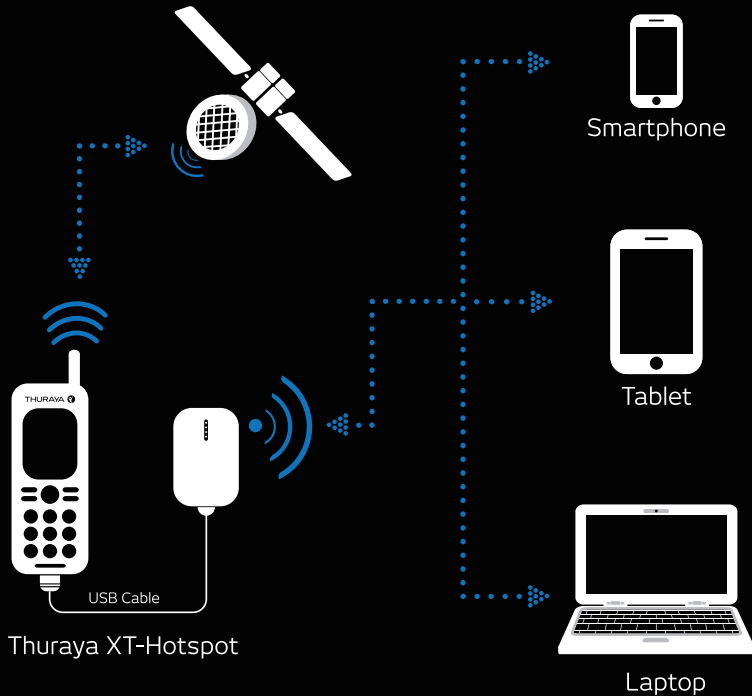 Smartphone
Tablet
THURAYA
USB Cable
Thuraya XT-Hotspot
Laptop